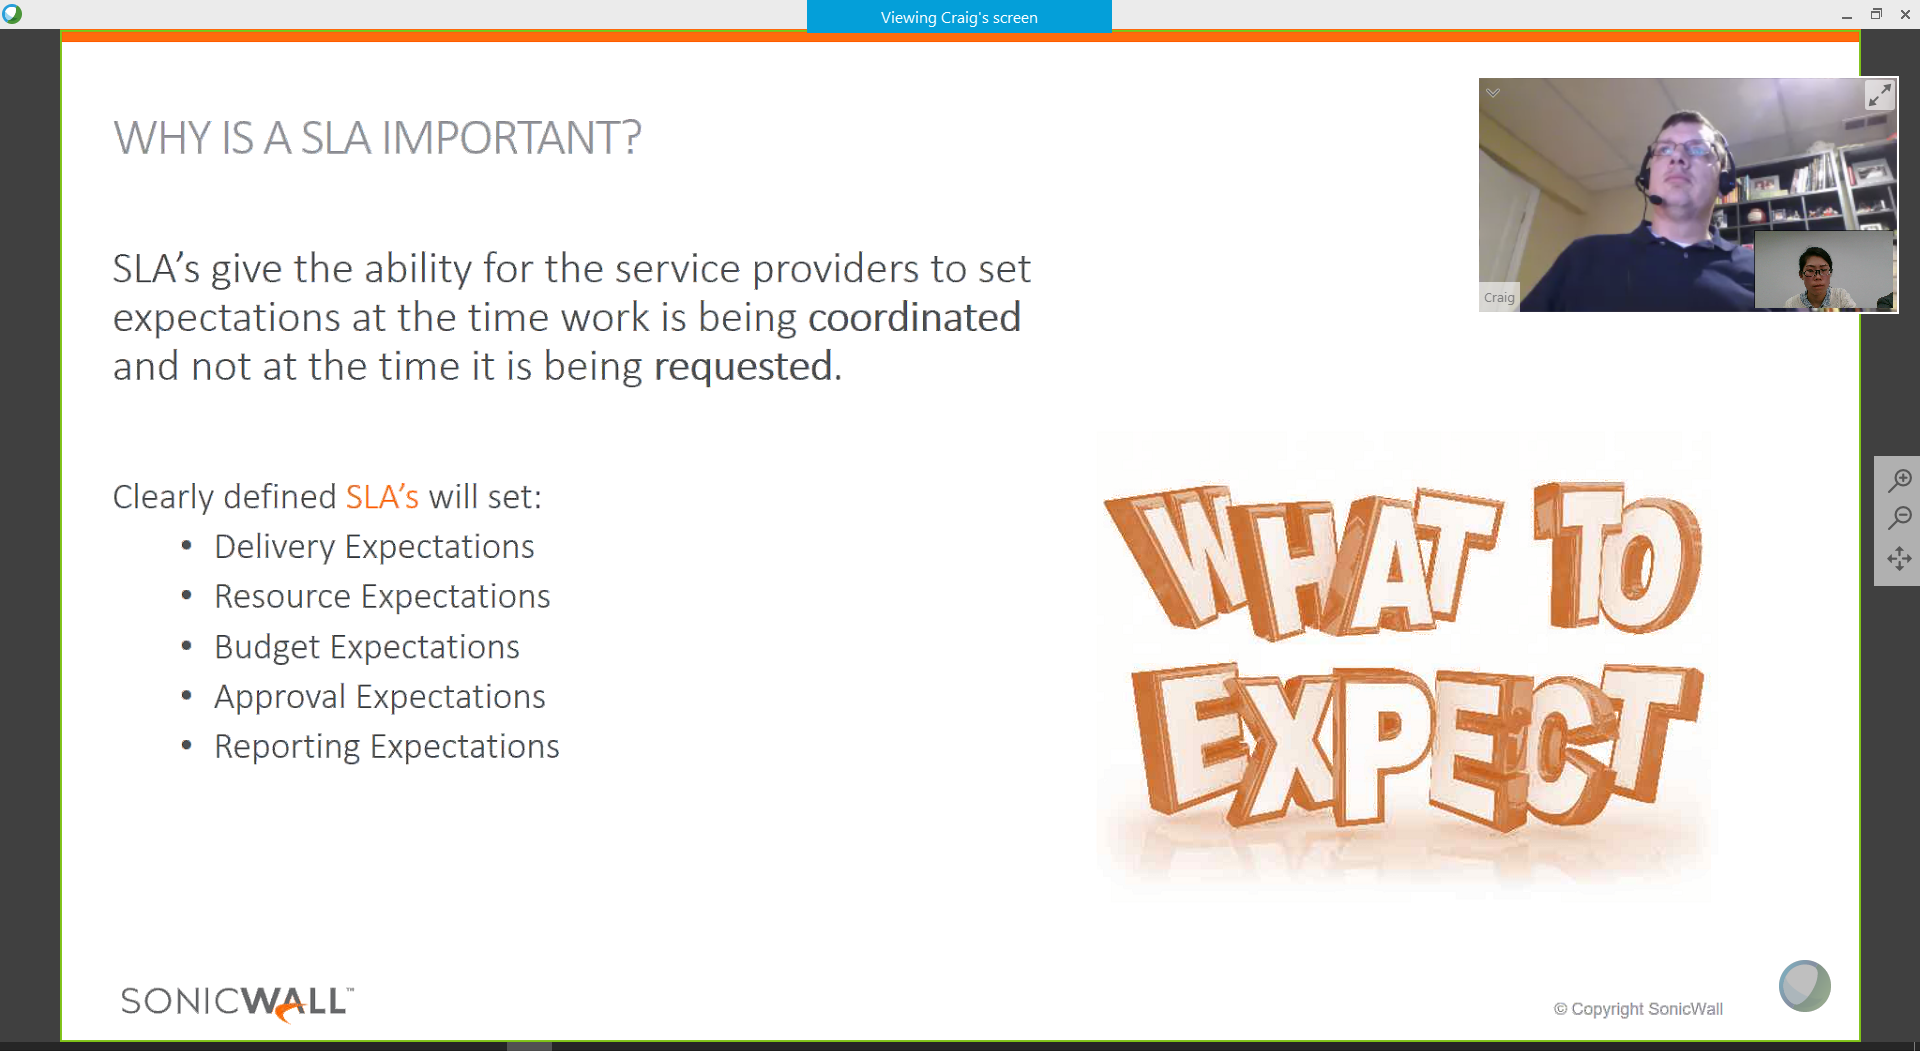 Viewing Craig's screen
WHY IS A SLA IMPORTANT?
Craig
SLA’s give the ability for the service providers to set
expectations at the time work is being coordinated
and not at the time it is being requested.
Clearly defined SLA’s will set:
• Delivery Expectations
• Resource Expectations
• Budget Expectations
• Approval Expectations
• Reporting Expectations
WHAT TO
EXPECT
SONICWALL™
© Copyright SonicWall